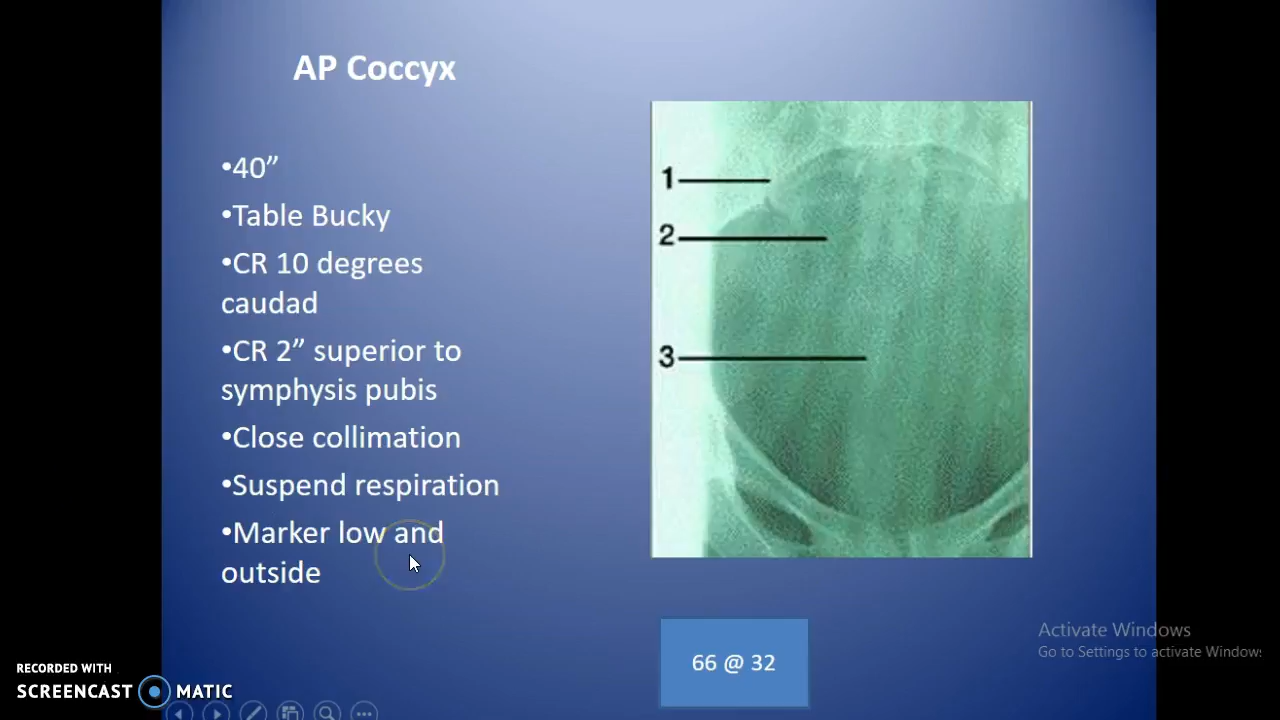 AP Coccyx
•40”
•Table Bucky
•CR 10 degrees
caudad
•CR 2” superior to
symphysis pubis
•Close collimation
•Suspend respiration
•Marker low and
outside
1
2
3
66 @ 32
Activate Windows
Go to Settings to activate Windows
RECORDED WITH
SCREENCAST MATIC